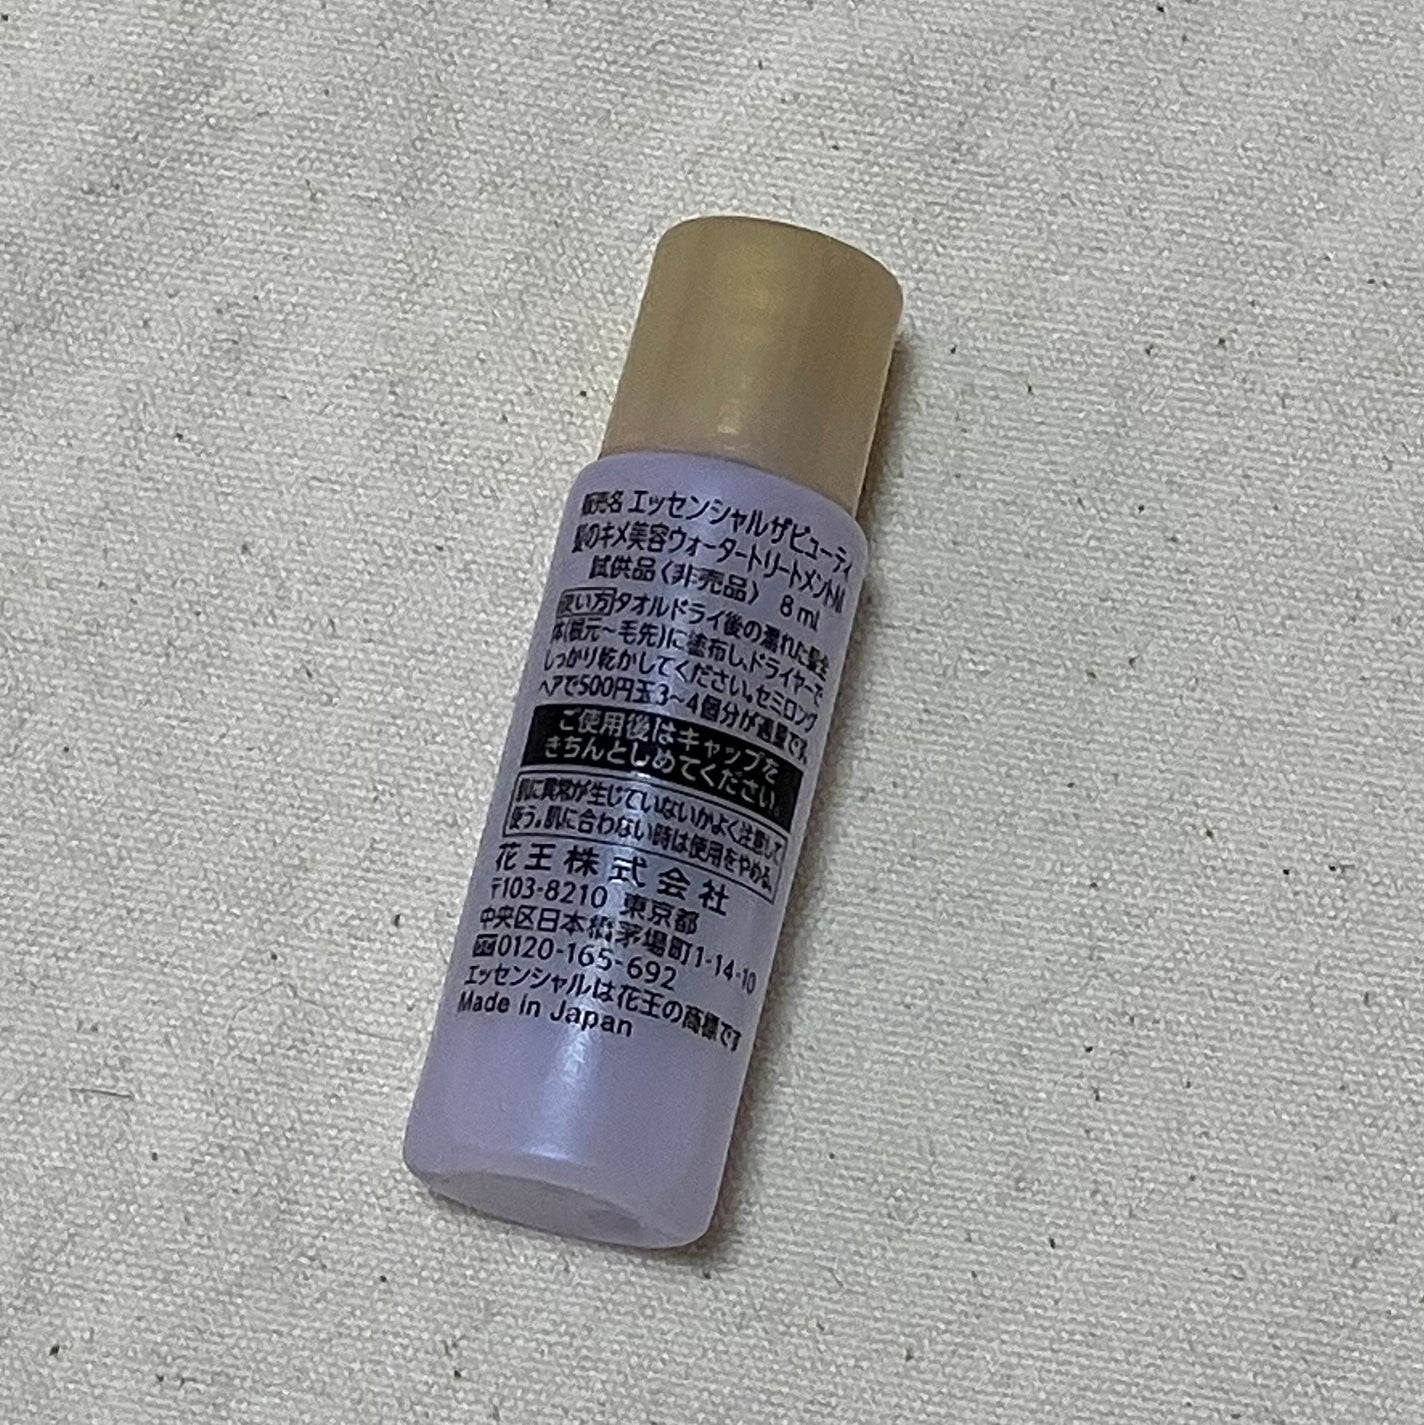 販売名 エッセンシャルザビューティ
髪のキメ美容ウォータートリートメントM
試供品〈非売品〉 8ml
使い方 タオルドライ後の濡れた髪全
体(根元～毛先)に塗布し、ドライヤーで
しっかり乾かしてください。セミロング
ヘアで500円玉3～4個分が適量です。
ご使用後はキャップを
きちんとしめてください
肌に異常が生じていないかよく注意して
使う。肌に合わない時は使用をやめる。
花王株式会社
〒103-8210 東京都
中央区日本橋茅場町1-14-10
0120-165-692
エッセンシャルは花王の商標です
Made in Japan